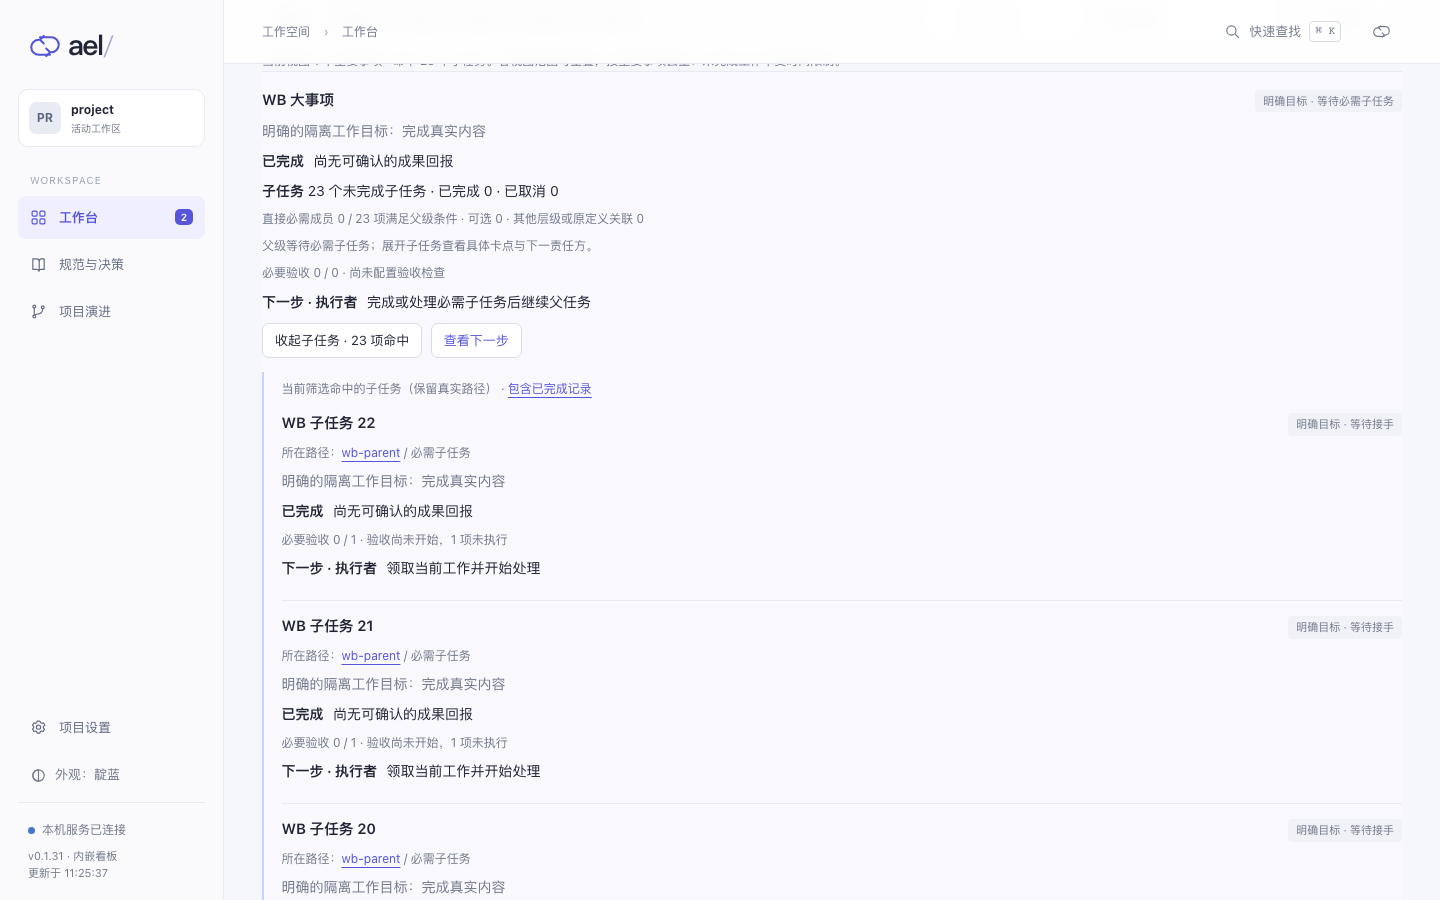 ael/
PR
project
活动工作区
WORKSPACE
工作台
2
规范与决策
项目演进
项目设置
外观：靛蓝
本机服务已连接
v0.1.31 · 内嵌看板
更新于 11:25:37
工作空间 › 工作台
快速查找 ⌘ K
WB 大事项
明确目标 · 等待必需子任务
明确的隔离工作目标：完成真实内容
已完成 尚无可确认的成果回报
子任务 23 个未完成子任务 · 已完成 0 · 已取消 0
直接必需成员 0 / 23 项满足父级条件 · 可选 0 · 其他层级或原定义关联 0
父级等待必需子任务；展开子任务查看具体卡点与下一责任方。
必要验收 0 / 0 · 尚未配置验收检查
下一步 · 执行者 完成或处理必需子任务后继续父任务
收起子任务 · 23 项命中
查看下一步
当前筛选命中的子任务（保留真实路径） · 包含已完成记录
WB 子任务 22
明确目标 · 等待接手
所在路径：wb-parent / 必需子任务
明确的隔离工作目标：完成真实内容
已完成 尚无可确认的成果回报
必要验收 0 / 1 · 验收尚未开始，1 项未执行
下一步 · 执行者 领取当前工作并开始处理
WB 子任务 21
明确目标 · 等待接手
所在路径：wb-parent / 必需子任务
明确的隔离工作目标：完成真实内容
已完成 尚无可确认的成果回报
必要验收 0 / 1 · 验收尚未开始，1 项未执行
下一步 · 执行者 领取当前工作并开始处理
WB 子任务 20
明确目标 · 等待接手
所在路径：wb-parent / 必需子任务
明确的隔离工作目标：完成真实内容